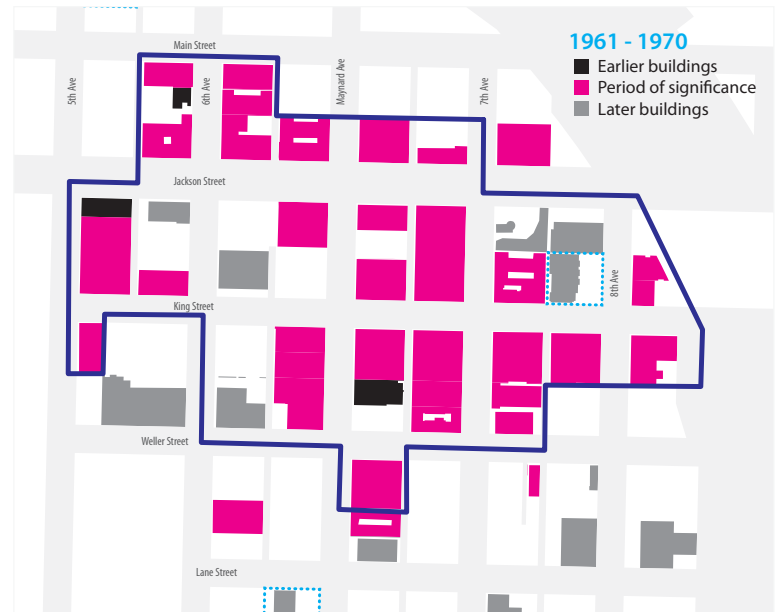 1961 - 1970
Earlier buildings
Period of significance
Later buildings
Main Street
5th Ave
6th Ave
Maynard Ave
7th Ave
Jackson Street
8th Ave
King Street
Weller Street
Lane Street